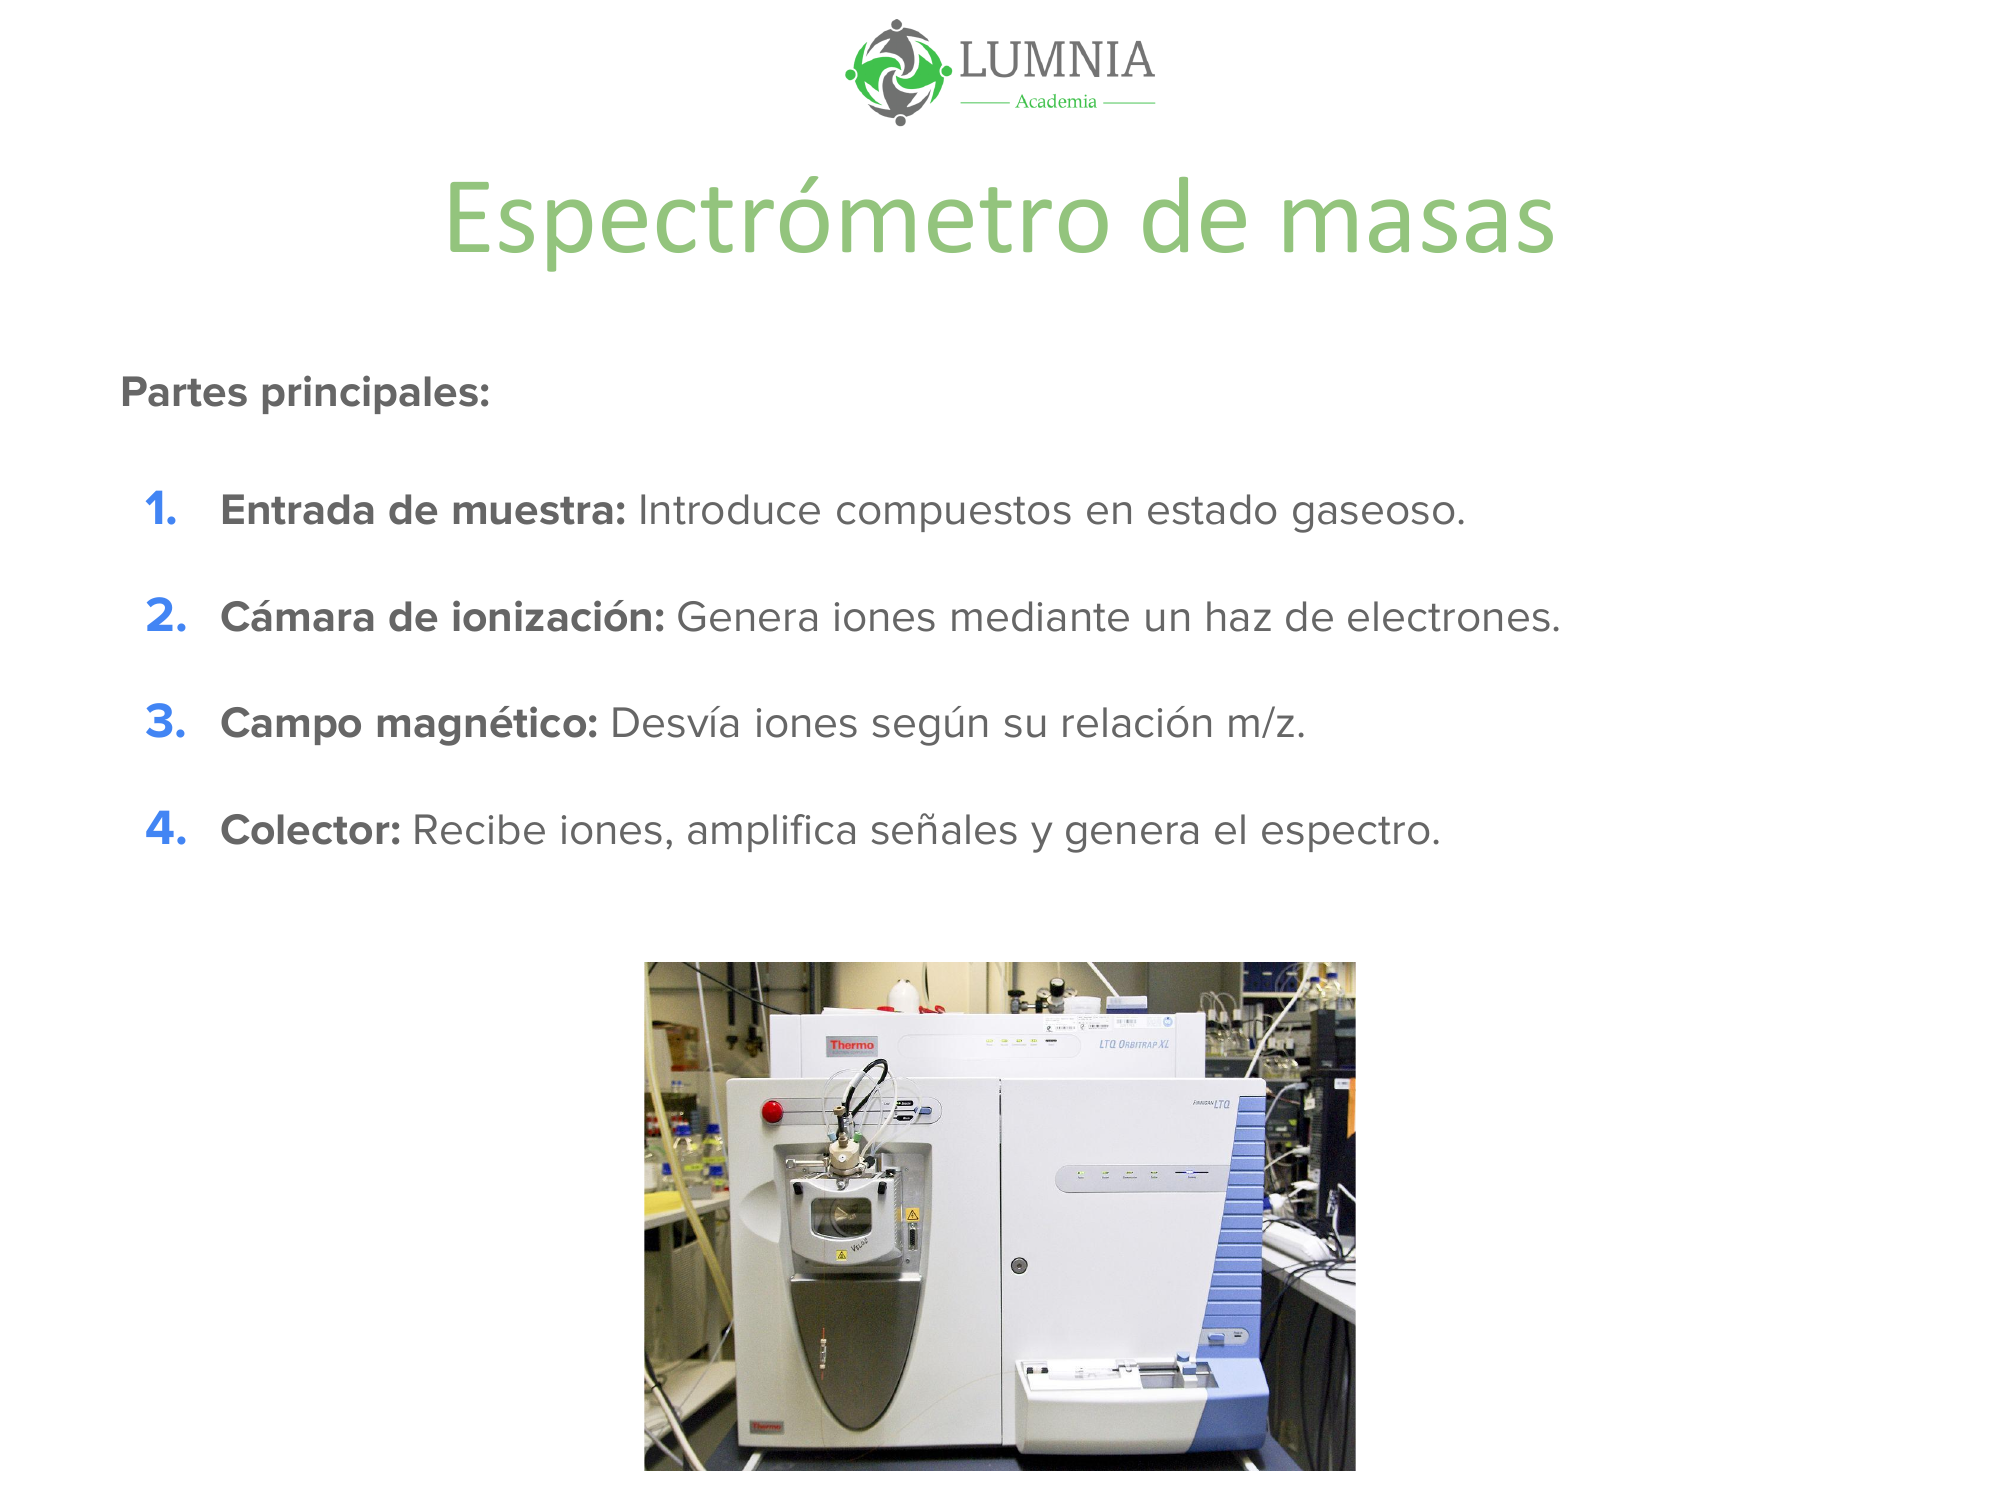 LUMNIA
Academia
Espectrómetro de masas
Partes principales:
1. Entrada de muestra: Introduce compuestos en estado gaseoso.
2. Cámara de ionización: Genera iones mediante un haz de electrones.
3. Campo magnético: Desvía iones según su relación m/z.
4. Colector: Recibe iones, amplifica señales y genera el espectro.
Thermo
LTQ ORBITRAP XL
FINNIGAN LTQ
VELOS
Thermo